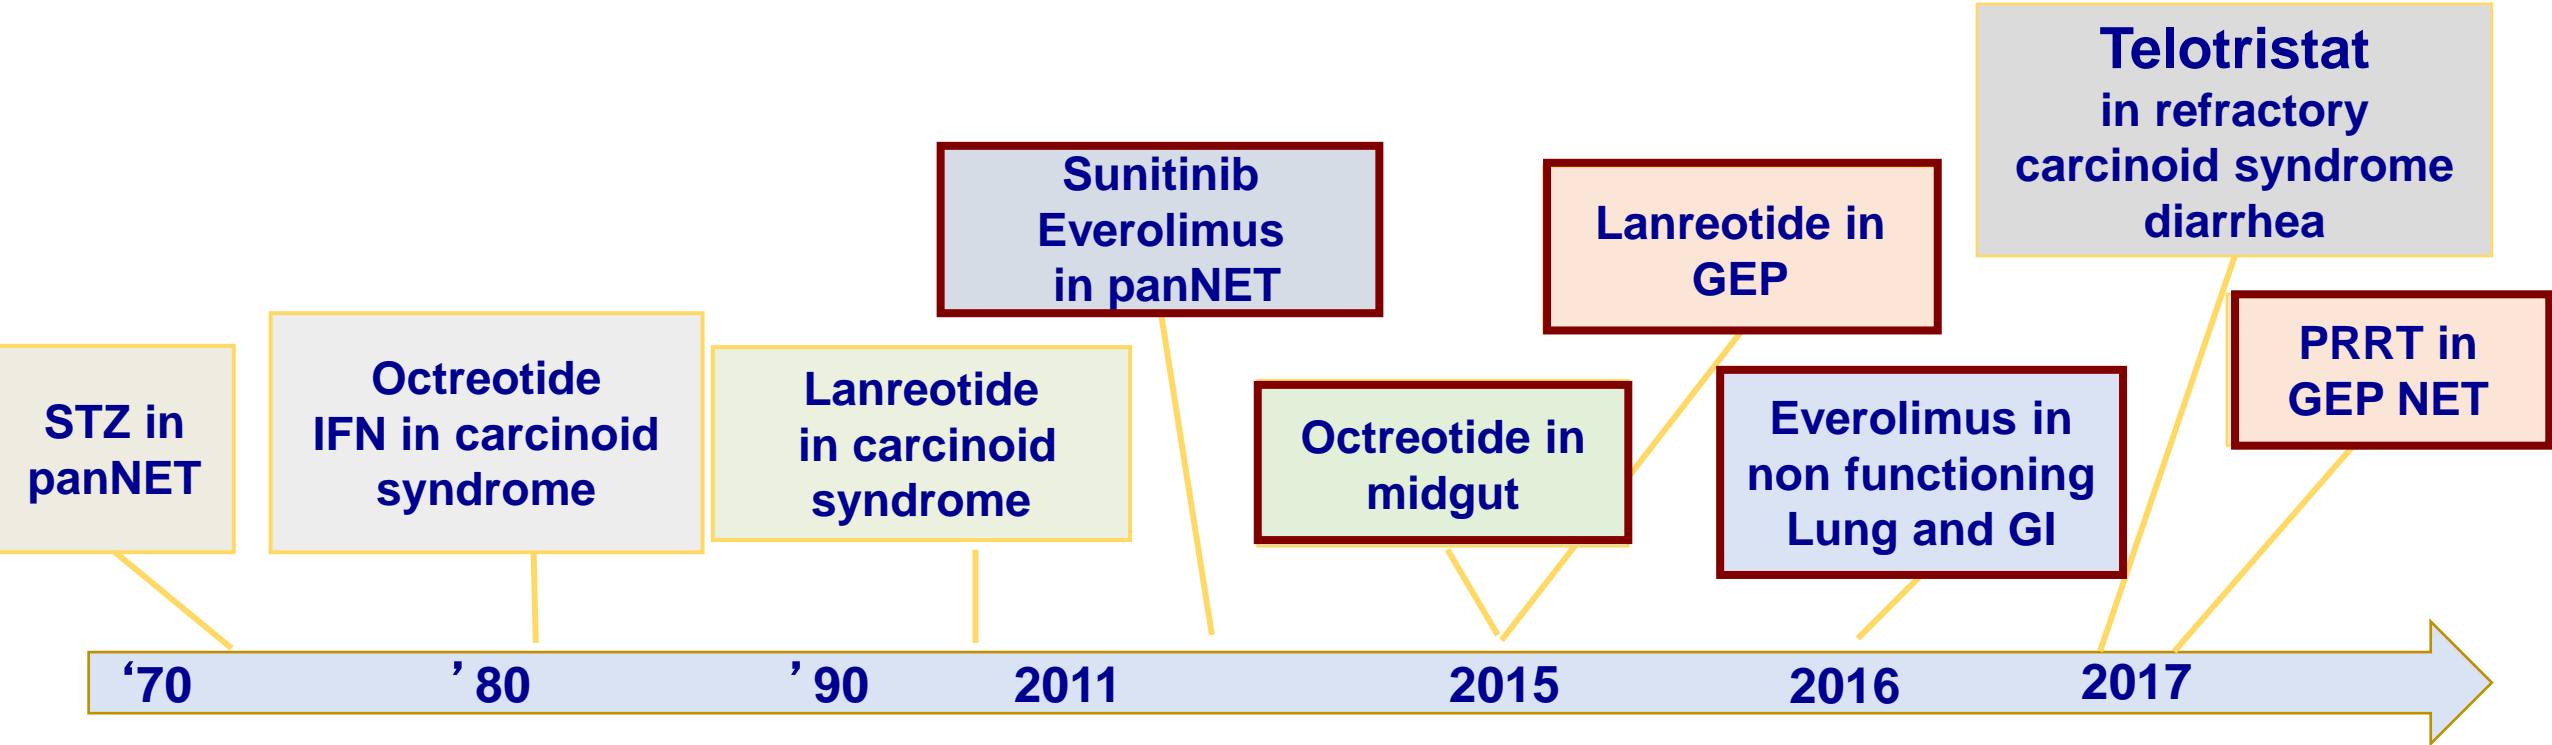 STZ in
panNET
Octreotide
IFN in carcinoid
syndrome
Lanreotide
in carcinoid
syndrome
Sunitinib
Everolimus
in panNET
Octreotide in
midgut
Lanreotide in
GEP
Everolimus in
non functioning
Lung and GI
Telotristat
in refractory
carcinoid syndrome
diarrhea
PRRT in
GEP NET
‘70
’ 80
’ 90
2011
2015
2016
2017